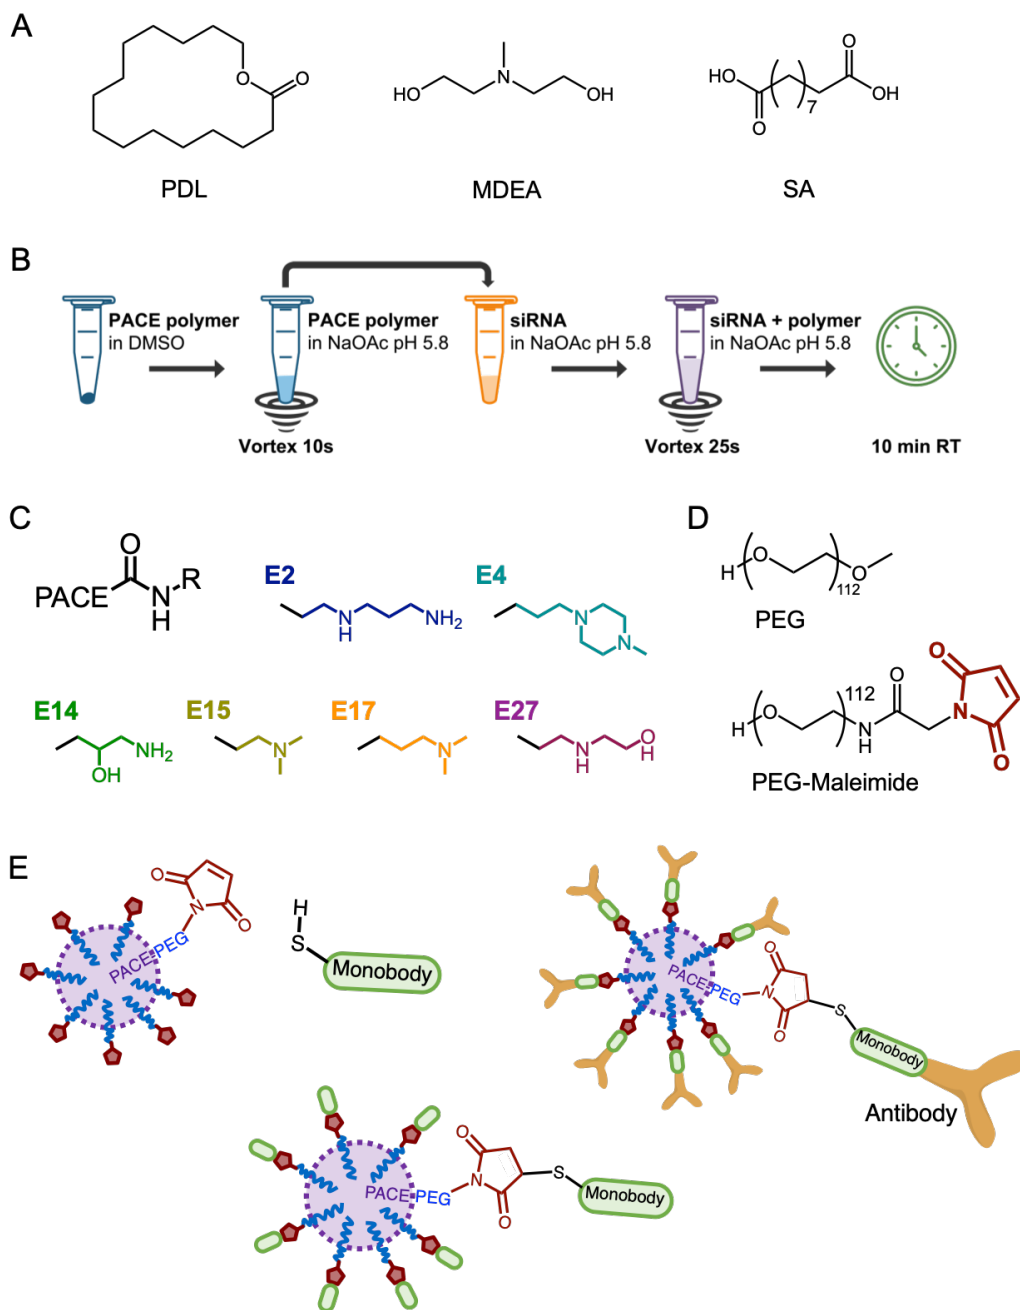 A
O
O
PDL
N
HO
OH
MDEA
O
HO
7
OH
O
SA
B
PACE polymer
in DMSO
PACE polymer
in NaOAc pH 5.8
siRNA
in NaOAc pH 5.8
siRNA + polymer
in NaOAc pH 5.8
Vortex 10s
Vortex 25s
10 min RT
C
O
PACE
N
H
R
E2
N
H
NH2
E4
N
N
E14
NH2
OH
E15
N
E17
N
E27
N
H
O
H
D
H
O
O
112
PEG
H
O
112
N
H
O
N
O
O
PEG-Maleimide
E
O
N
O
PACE-PEG
H
S
Monobody
O
N
O
PACE-PEG
S
Monobody
Antibody
O
N
O
PACE-PEG
S
Monobody